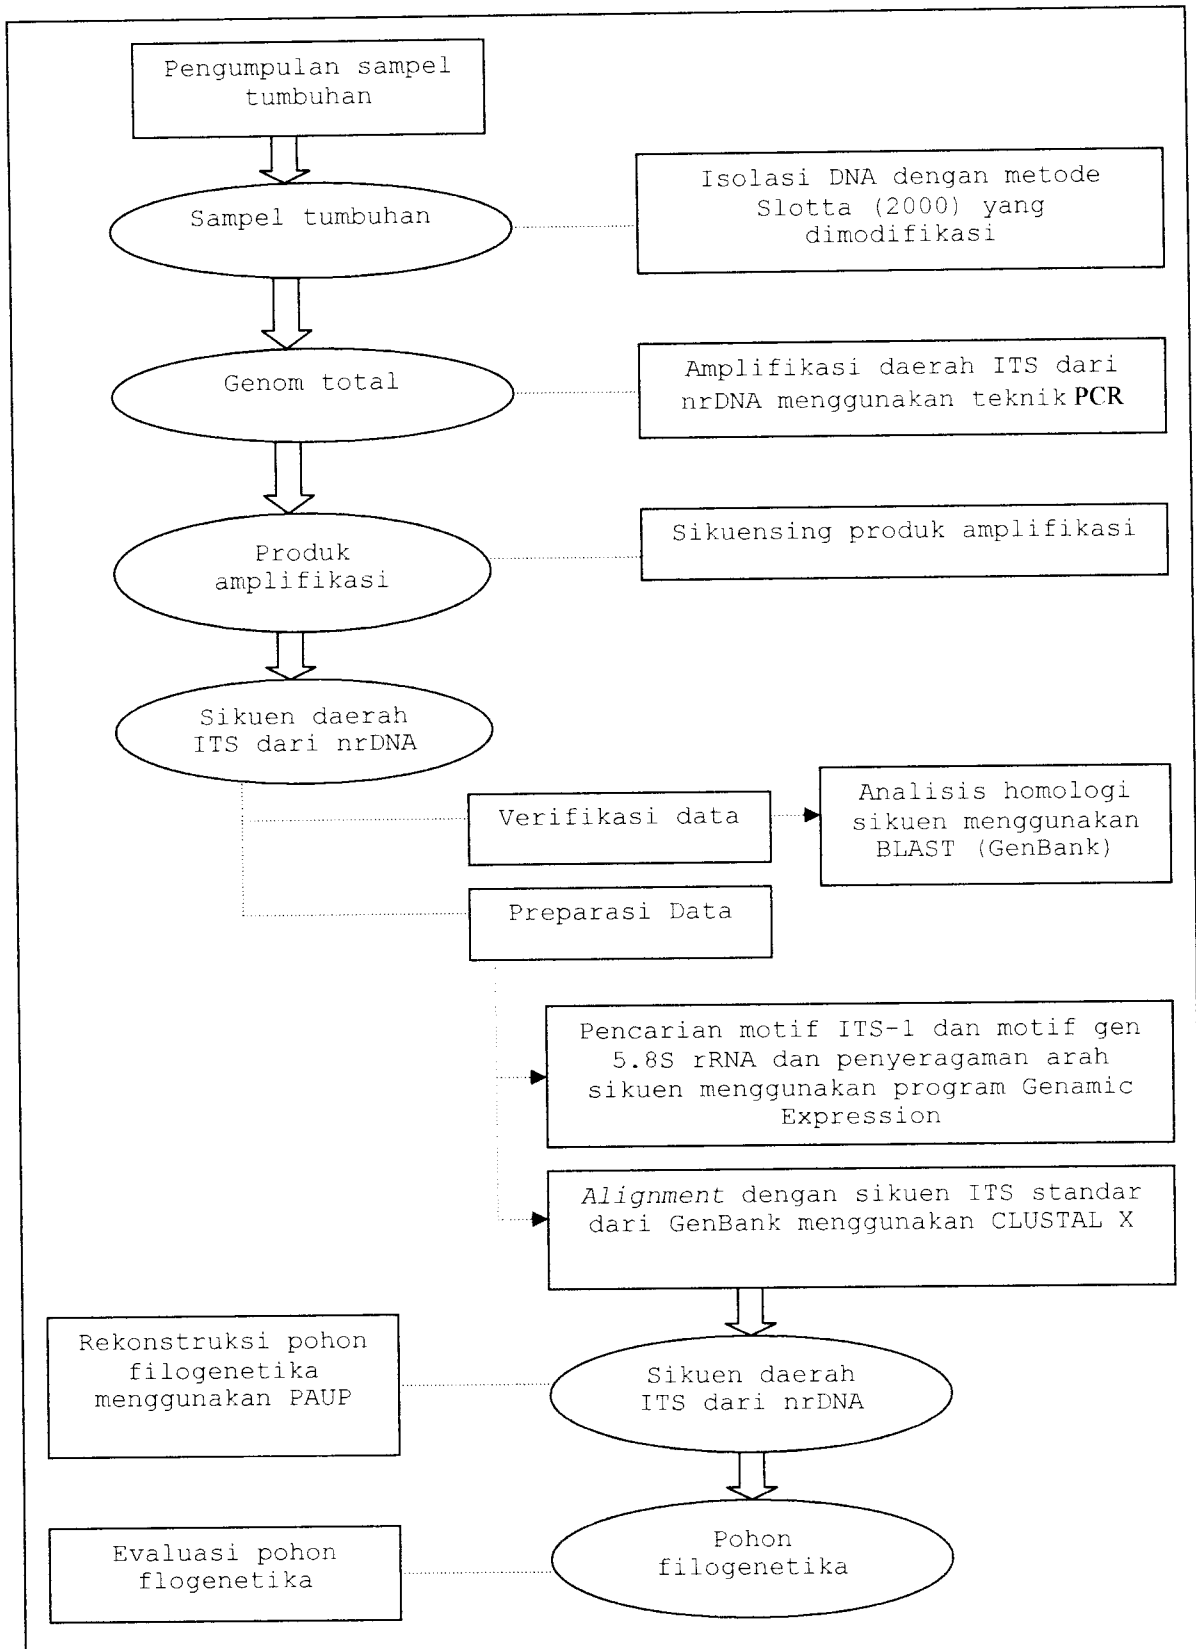 Pengumpulan sampel
tumbuhan
Sampel tumbuhan
Isolasi DNA dengan metode
Slotta (2000) yang
dimodifikasi
Genom total
Amplifikasi daerah ITS dari
nrDNA menggunakan teknik PCR
Produk
amplifikasi
Sikuensing produk amplifikasi
Sikuen daerah
ITS dari nrDNA
Verifikasi data
Analisis homologi
sikuen menggunakan
BLAST (GenBank)
Preparasi Data
Pencarian motif ITS-1 dan motif gen
5.8S rRNA dan penyeragaman arah
sikuen menggunakan program Genamic
Expression
Alignment dengan sikuen ITS standar
dari GenBank menggunakan CLUSTAL X
Rekonstruksi pohon
filogenetika
menggunakan PAUP
Sikuen daerah
ITS dari nrDNA
Evaluasi pohon
flogenetika
Pohon
filogenetika